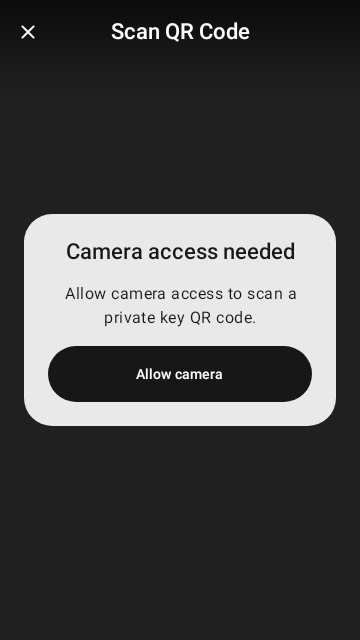 Scan QR Code
Camera access needed
Allow camera access to scan a
private key QR code.
Allow camera